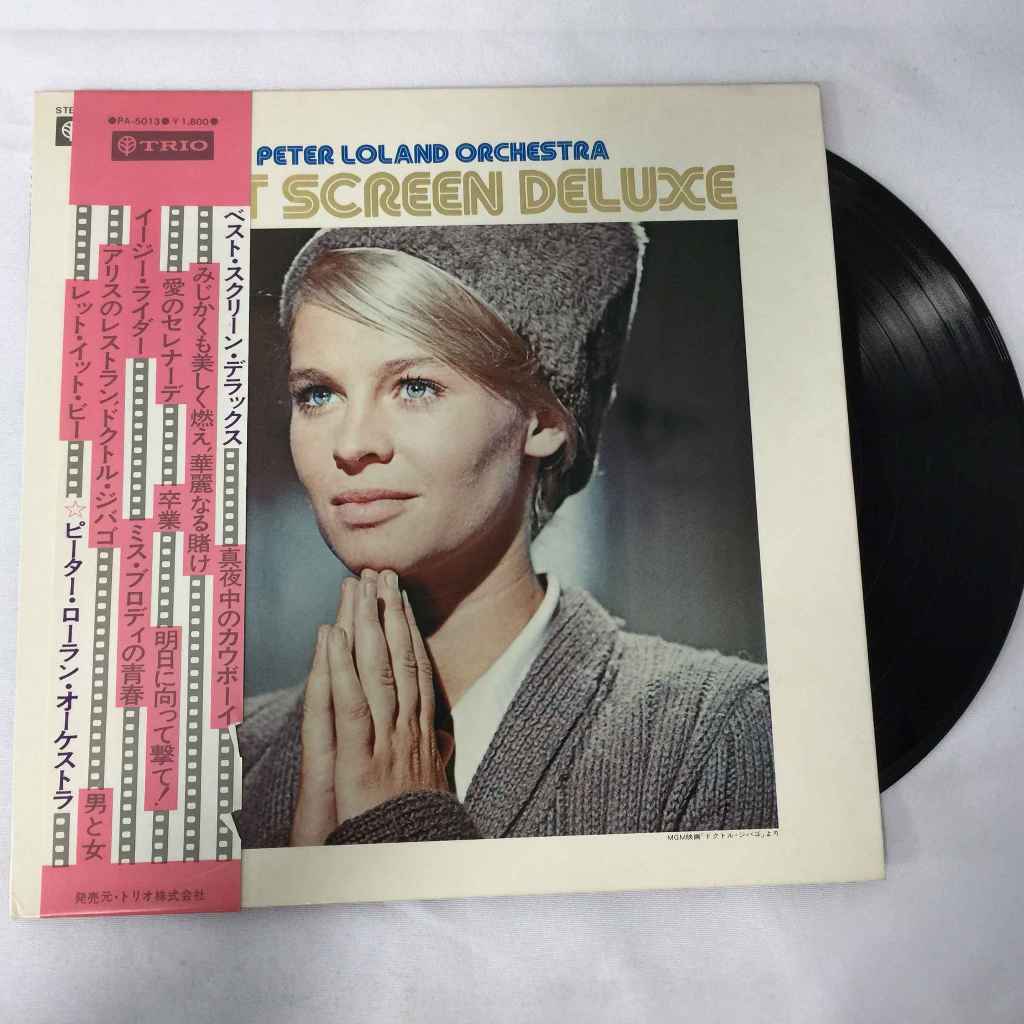 STE
●PA-5013●¥1,800●
TRIO
PETER LOLAND ORCHESTRA
T SCREEN DELUXE
ベスト・スクリーン・デラックス
真夜中のカウボーイ
みじかくも美しく燃え,華麗なる賭け
愛のセレナーデ
卒業
明日に向って撃て!
イージー・ライダー
ミス・ブロディの青春
アリスのレストラン,ドクトル・ジバゴ
男と女
レット・イット・ビー
☆ピーター・ローラン・オーケストラ
MGM映画「ドクトル・ジバゴ」より
発売元・トリオ株式会社